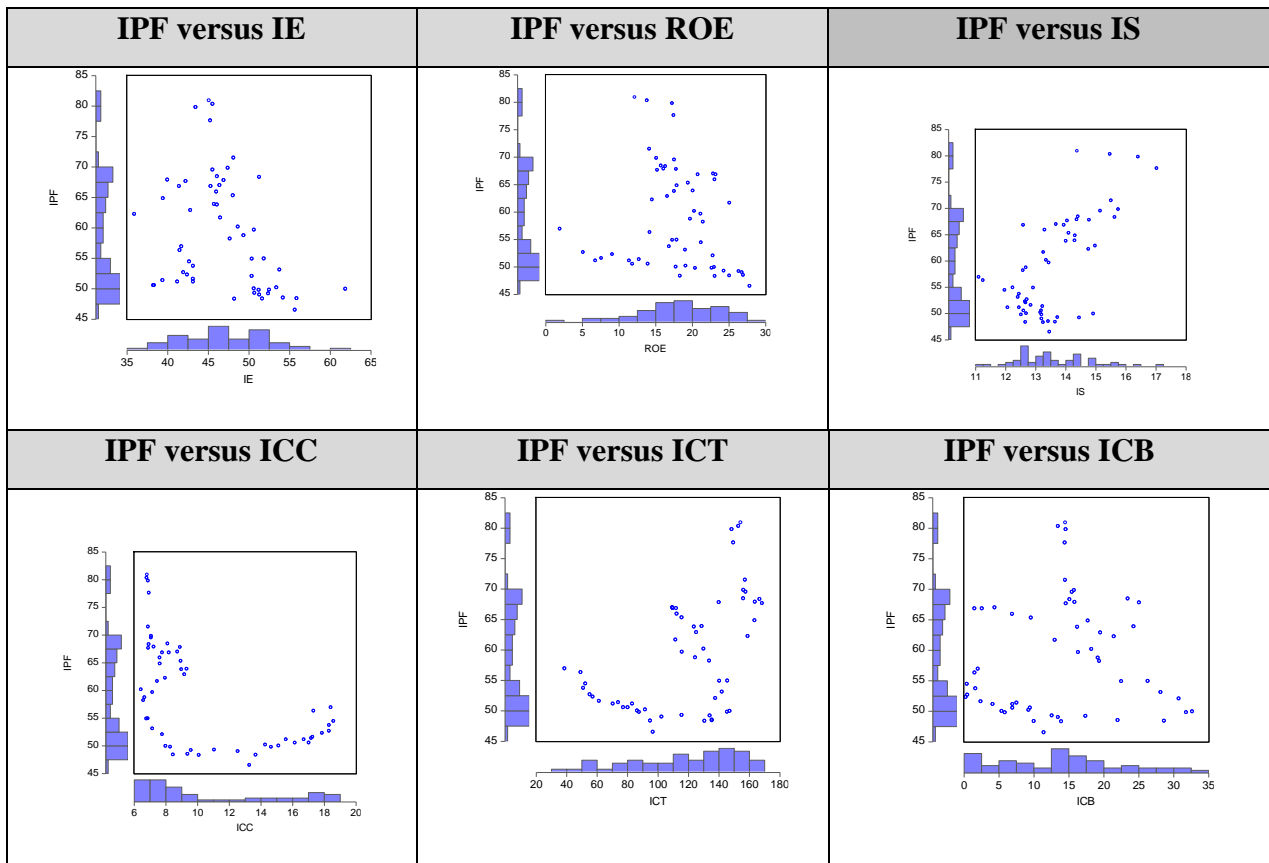 IPF versus IE
IPF versus ROE
IPF versus IS
85
80
75
70
65
60
55
50
45
IPF
35 40 45 50 55 60 65
IE
85
80
75
70
65
60
55
50
45
IPF
0 5 10 15 20 25 30
ROE
85
80
75
70
65
60
55
50
45
IPF
11 12 13 14 15 16 17 18
IS
IPF versus ICC
IPF versus ICT
IPF versus ICB
85
80
75
70
65
60
55
50
45
IPF
6 8 10 12 14 16 18 20
ICC
85
80
75
70
65
60
55
50
45
IPF
20 40 60 80 100 120 140 160 180
ICT
85
80
75
70
65
60
55
50
45
IPF
0 5 10 15 20 25 30 35
ICB